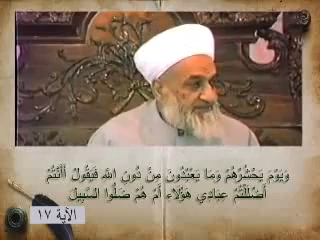 وَيَوْمَ يَحْشُرُهُمْ وَمَا يَعْبُدُونَ مِنْ دُونِ اللَّهِ فَيَقُولُ أَأَنْتُمْ
أَضْلَلْتُمْ عِبَادِي هَؤُلَاءِ أَمْ هُمْ ضَلُّوا السَّبِيلَ
الآية ١٧